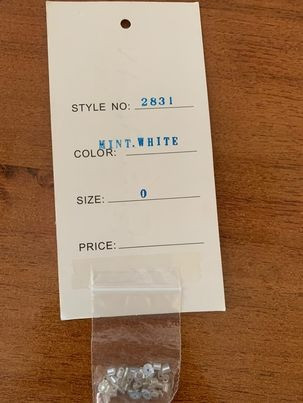 STYLE NO: 2831
COLOR: MINT.WHITE
SIZE: 0
PRICE: